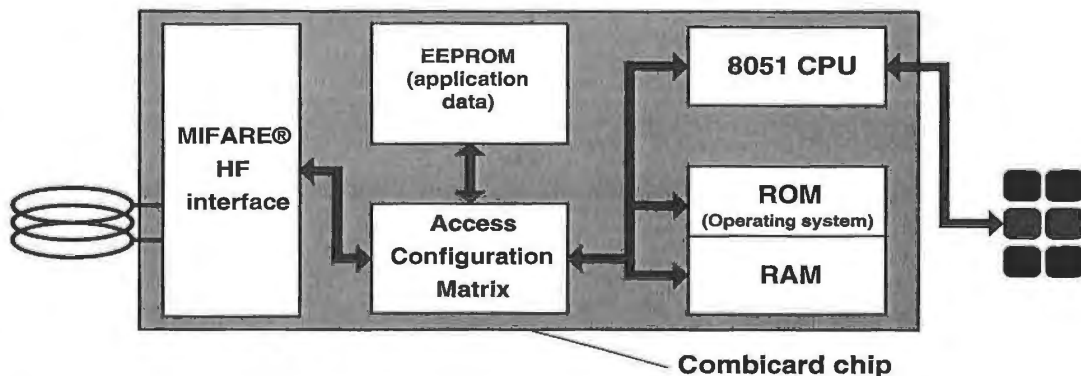 MIFARE®
HF
interface
EEPROM
(application
data)
Access
Configuration
Matrix
8051 CPU
ROM
(Operating system)
RAM
Combicard chip